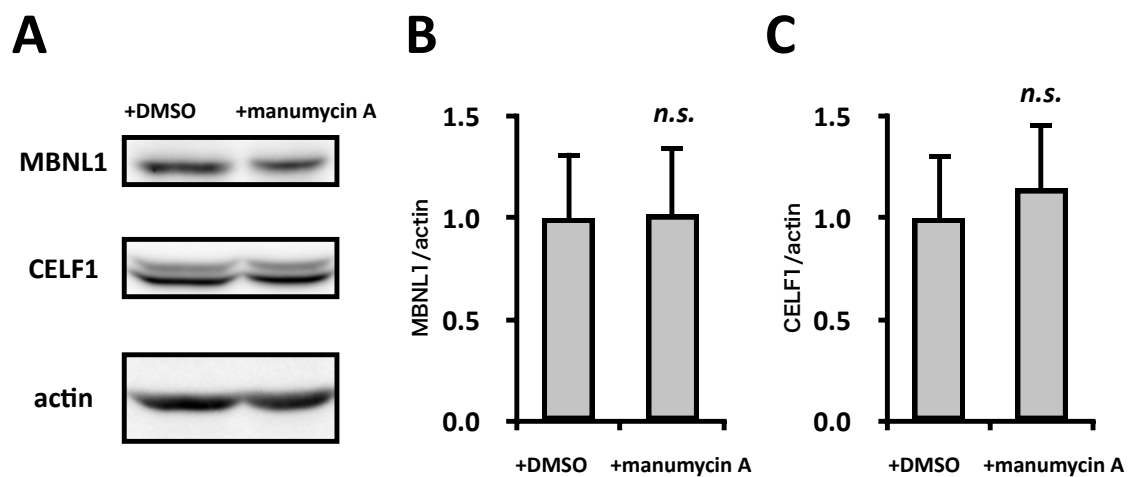 A
+DMSO +manumycin A
MBNL1
CELF1
actin
B
n.s.
1.5
1.0
0.5
0.0
MBNL1/actin
+DMSO +manumycin A
C
n.s.
1.5
1.0
0.5
0.0
CELF1/actin
+DMSO +manumycin A